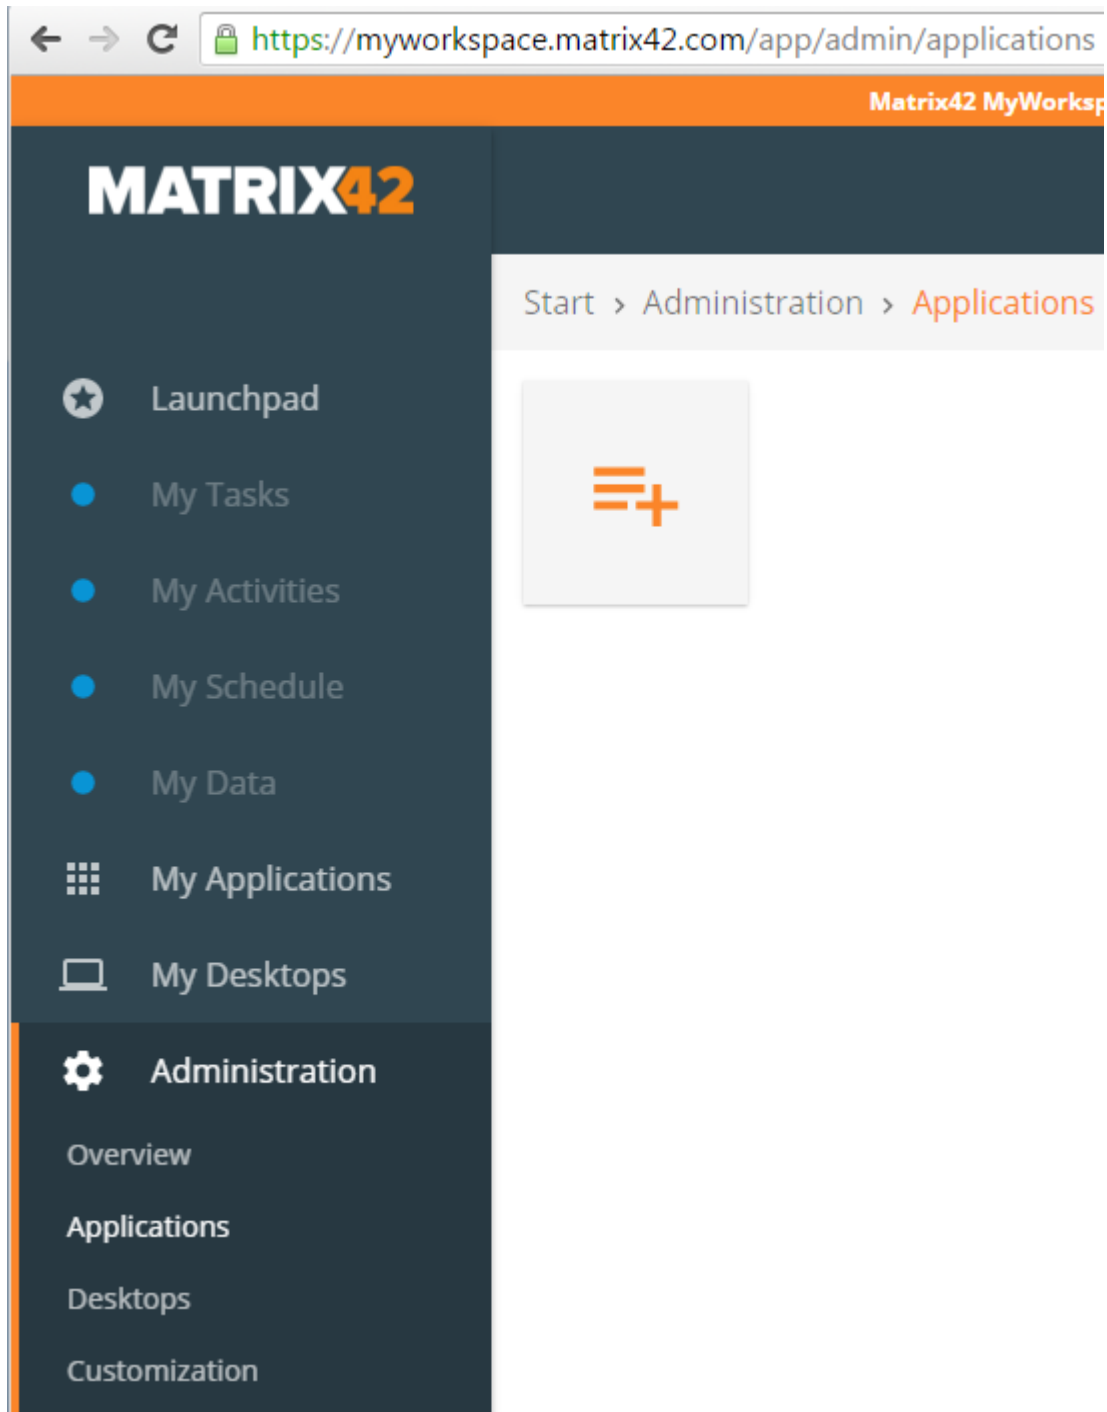 https://myworkspace.matrix42.com/app/admin/applications
Matrix42
MATRIX42
Start > Administration > Applications
Launchpad
My Tasks
My Activities
My Schedule
My Data
My Applications
My Desktops
Administration
Overview
Applications
Desktops
Customization